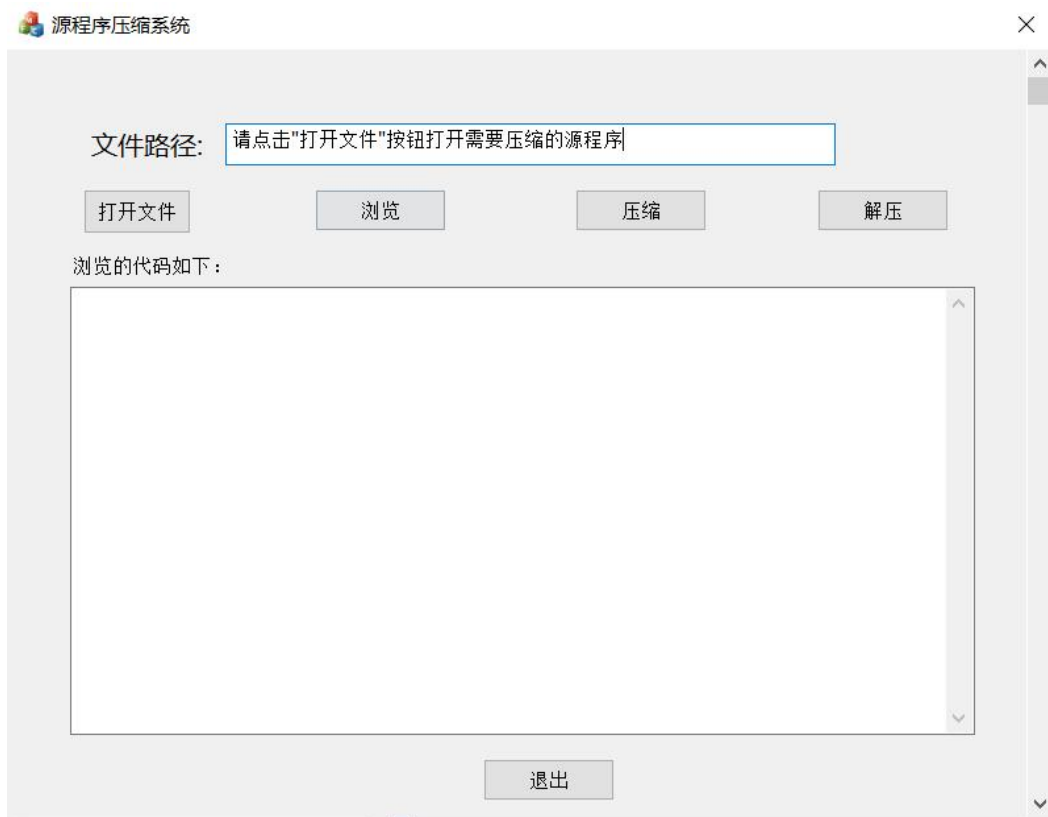 源程序压缩系统
文件路径: 请点击"打开文件"按钮打开需要压缩的源程序
打开文件 浏览 压缩 解压
浏览的代码如下：
退出